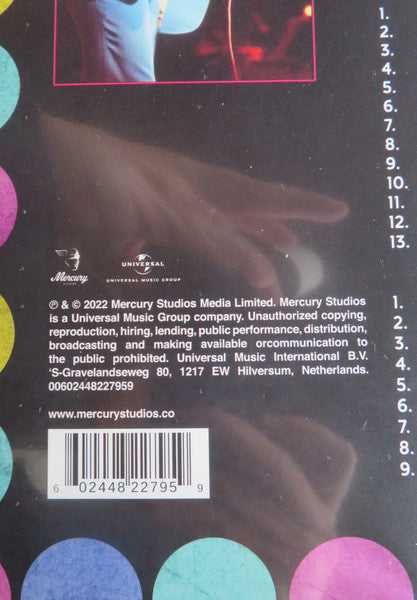 1.
2.
3.
4.
5.
6.
7.
8.
9.
10.
11.
12.
13.
Mercury
STUDIOS
UNIVERSAL
UNIVERSAL MUSIC GROUP
℗ & © 2022 Mercury Studios Media Limited. Mercury Studios
is a Universal Music Group company. Unauthorized copying,
reproduction, hiring, lending, public performance, distribution,
broadcasting and making available orcommunication to
the public prohibited. Universal Music International B.V.
'S-Gravelandseweg 80, 1217 EW Hilversum, Netherlands.
00602448227959
www.mercurystudios.co
6 02448 22795 9
1.
2.
3.
4.
5.
6.
7.
8.
9.